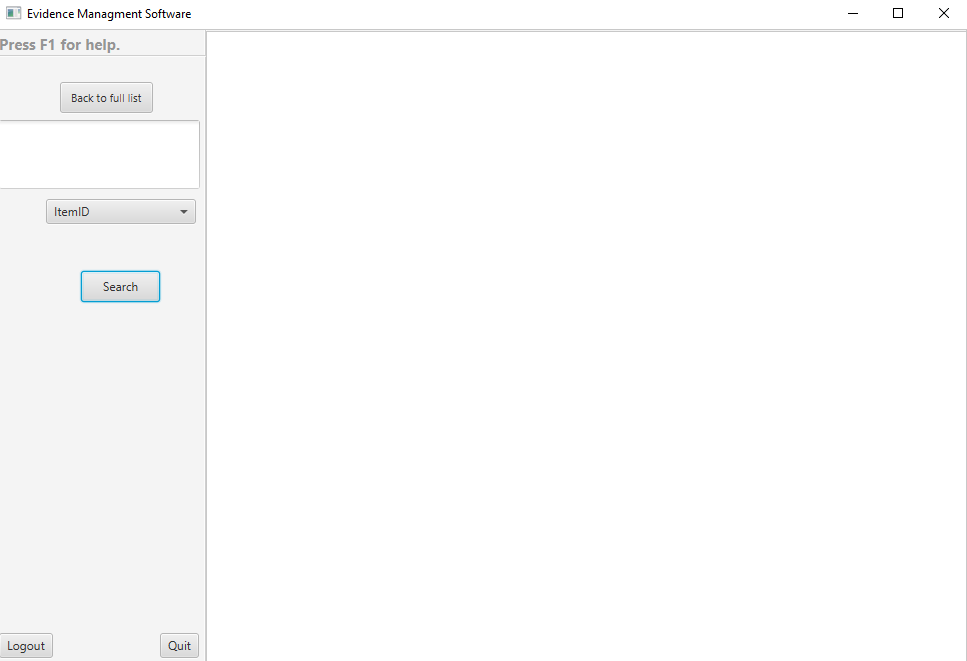 Evidence Managment Software
Press F1 for help.
Back to full list
ItemID
Search
Logout
Quit